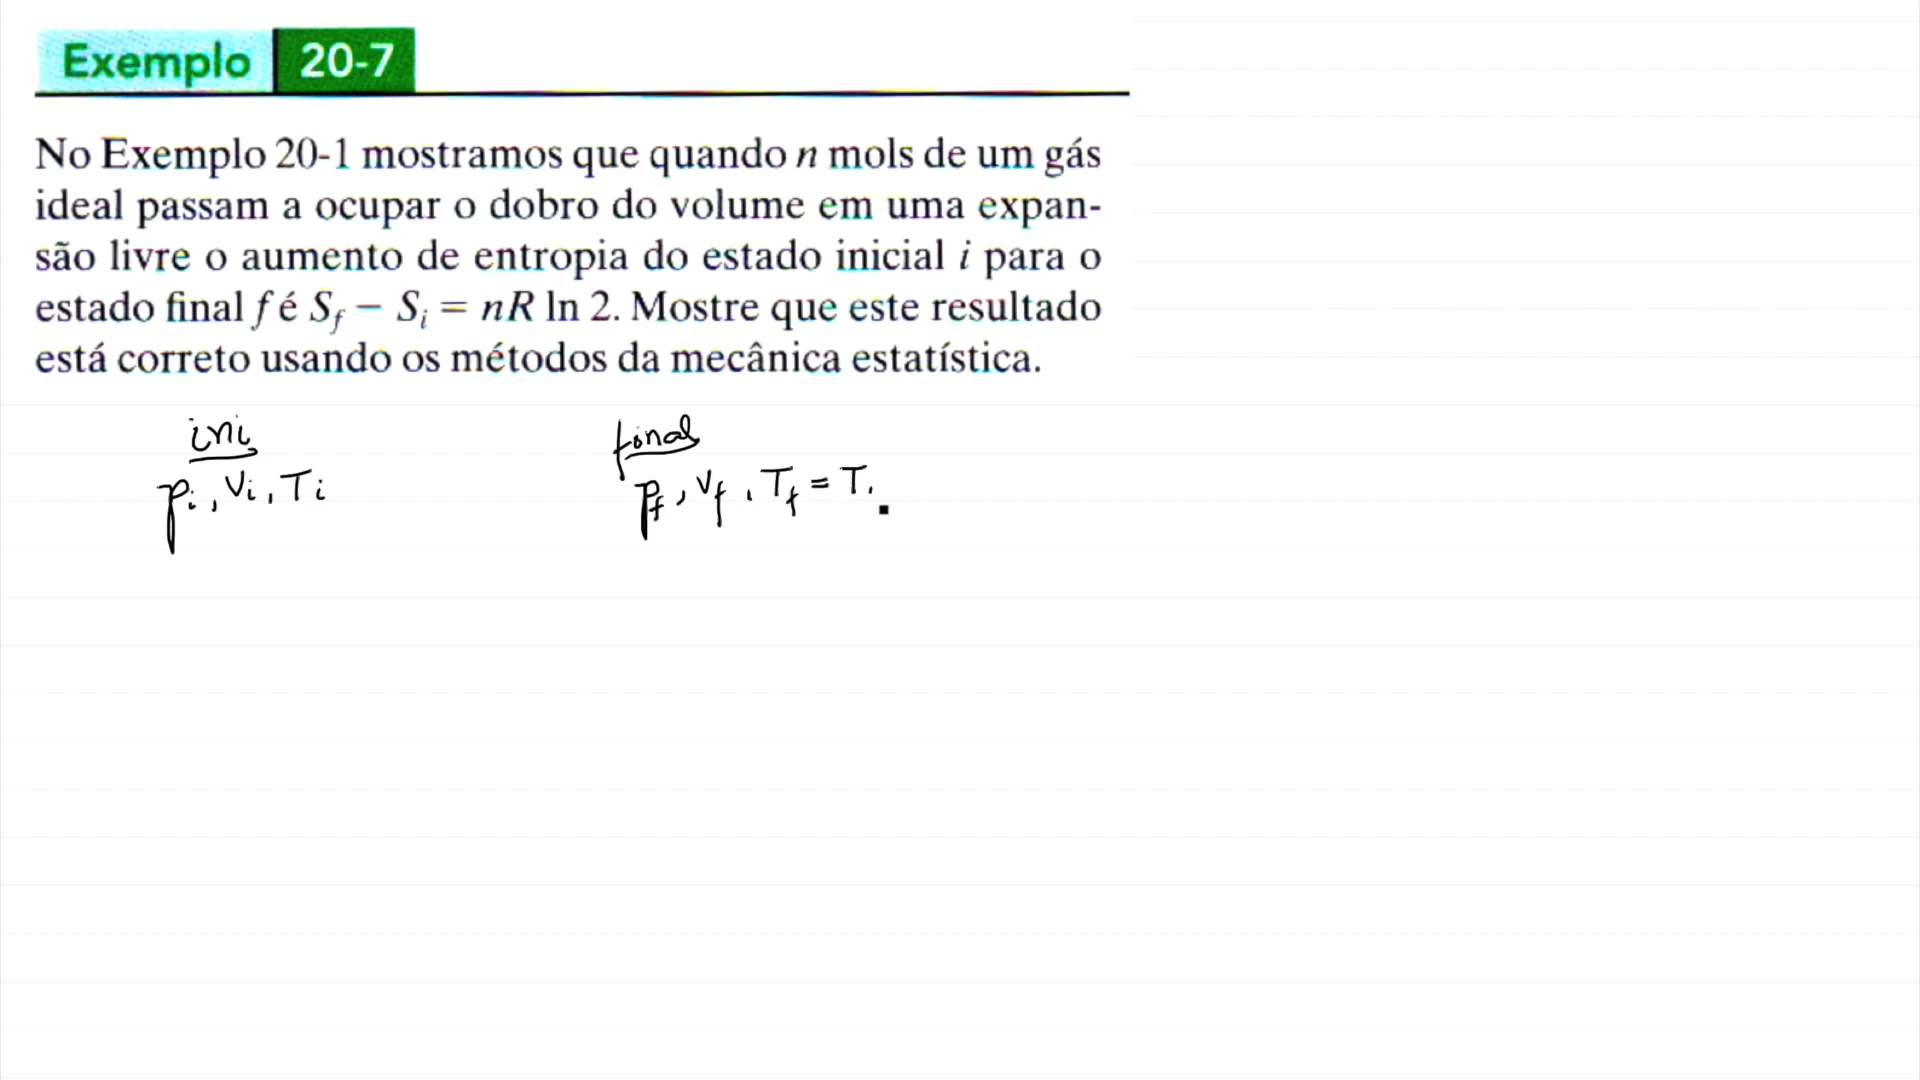 Exemplo 20-7
No Exemplo 20-1 mostramos que quando n mols de um gás
ideal passam a ocupar o dobro do volume em uma expan-
são livre o aumento de entropia do estado inicial i para o
estado final f é S_f − S_i = nR ln 2. Mostre que este resultado
está correto usando os métodos da mecânica estatística.
ini final
p_i, V_i, T_i p_f, V_f, T_f = T.